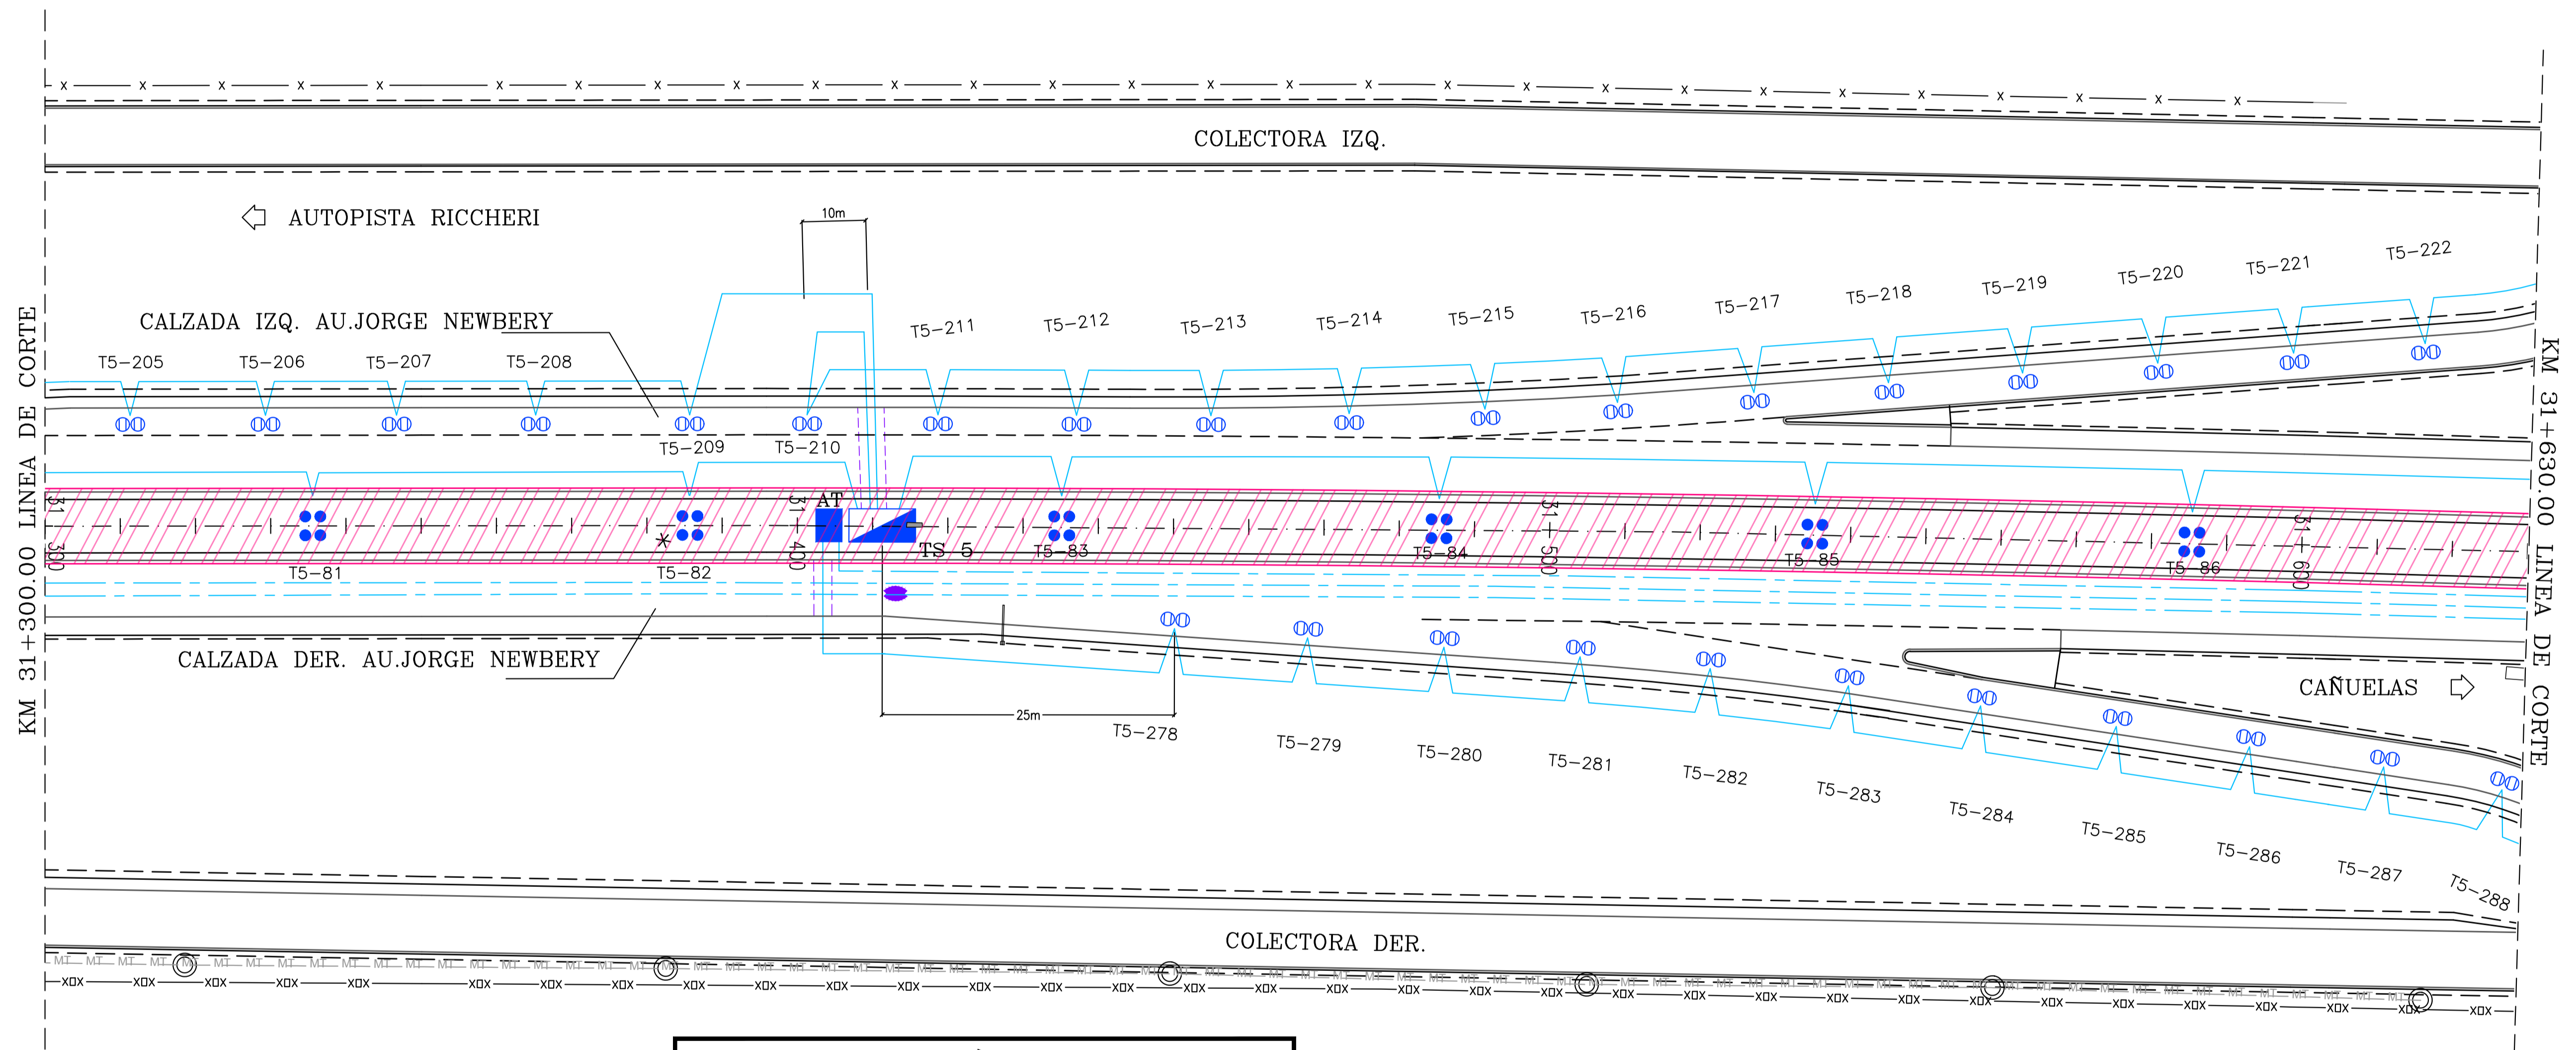 COLECTORA IZQ.
AUTOPISTA RICCHERI
10m
CALZADA IZQ. AU.JORGE NEWBERY
T5-205
T5-206
T5-207
T5-208
T5-209
T5-210
T5-211
T5-212
T5-213
T5-214
T5-215
T5-216
T5-217
T5-218
T5-219
T5-220
T5-221
T5-222
KM 31+300.00 LINEA DE CORTE
KM 31+630.00 LINEA DE CORTE
31
300
31
400
31
500
31
600
AT
TS 5
T5-81
T5-82
T5-83
T5-84
T5-85
T5-86
CALZADA DER. AU.JORGE NEWBERY
25m
CAÑUELAS
T5-278
T5-279
T5-280
T5-281
T5-282
T5-283
T5-284
T5-285
T5-286
T5-287
T5-288
COLECTORA DER.